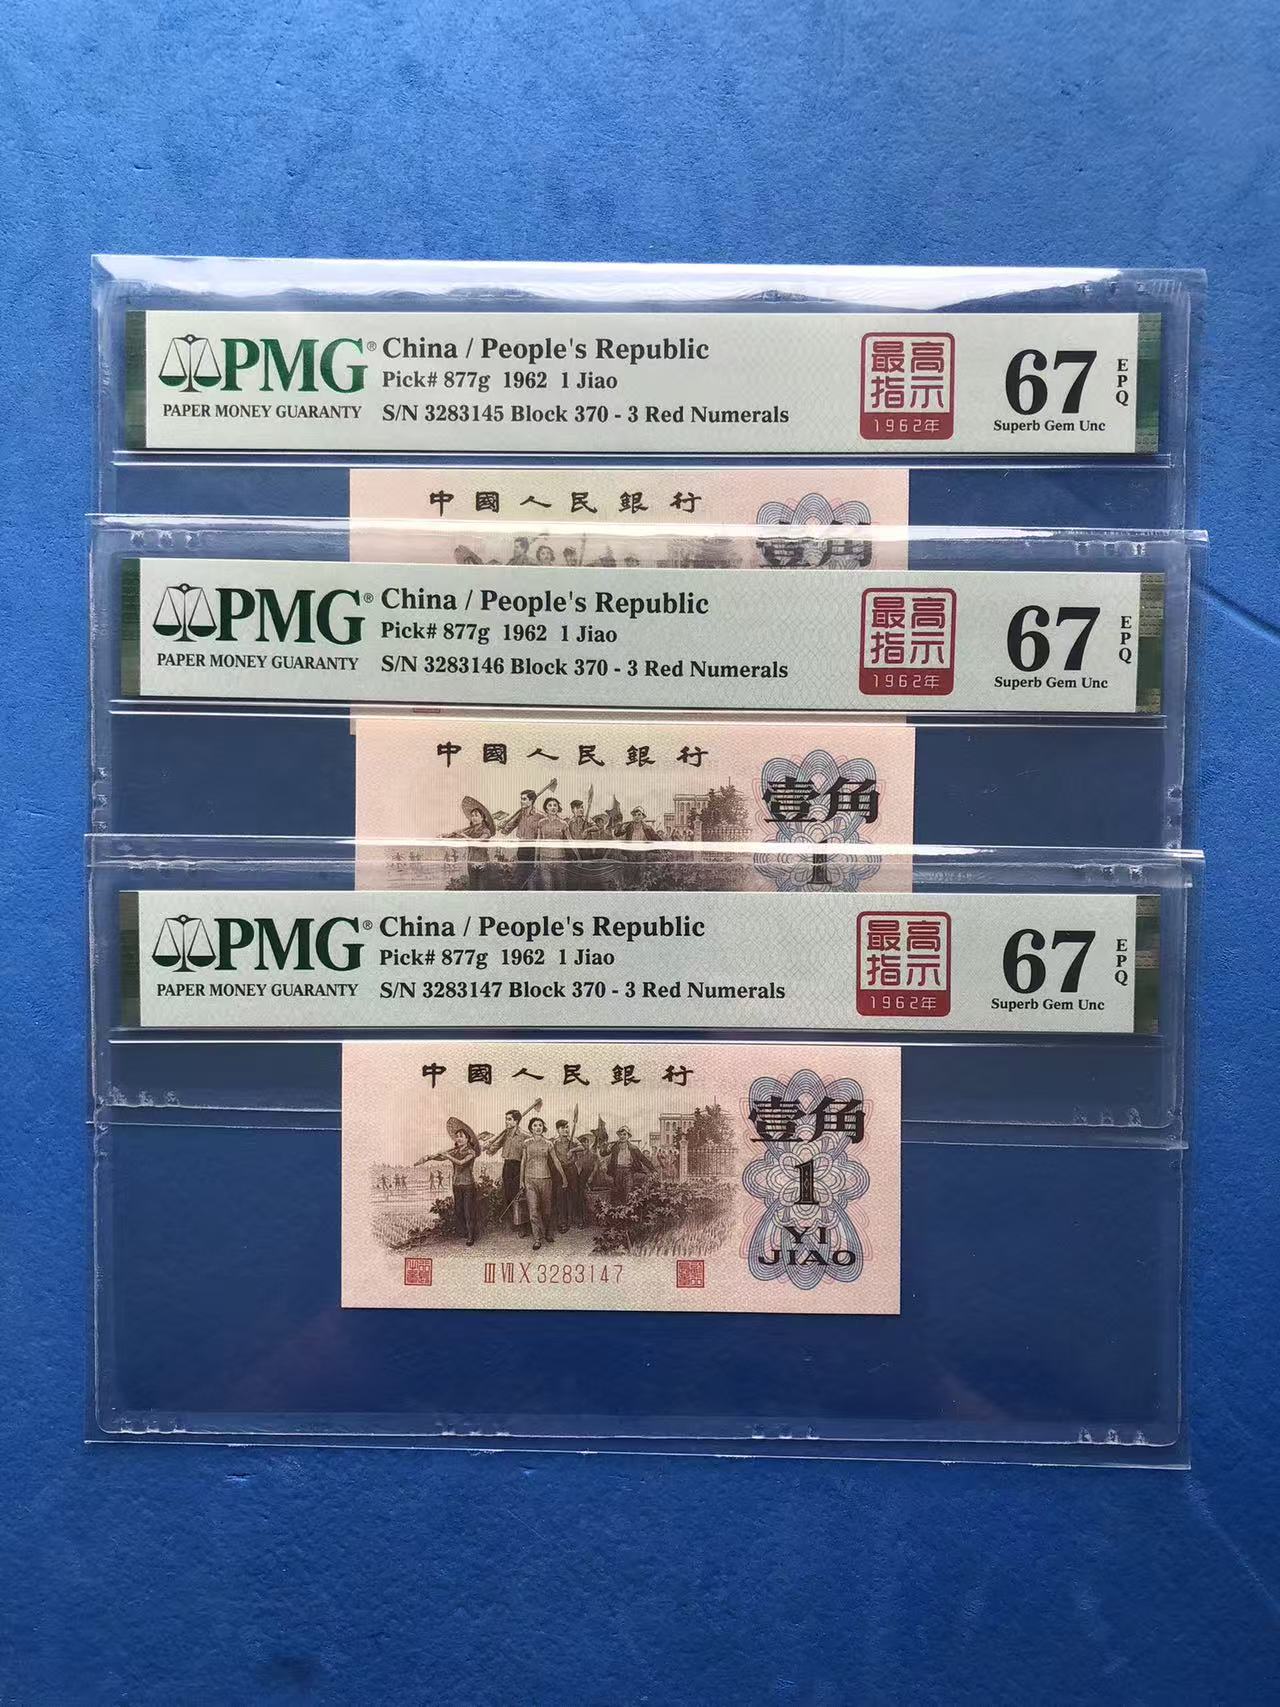 PMG® China / People's Republic
Pick# 877g 1962 1 Jiao
PAPER MONEY GUARANTY
S/N 3283145 Block 370 - 3 Red Numerals
最高
指示
1962年
67 EPQ
Superb Gem Unc
中國人民銀行
壹角
PMG® China / People's Republic
Pick# 877g 1962 1 Jiao
PAPER MONEY GUARANTY
S/N 3283146 Block 370 - 3 Red Numerals
最高
指示
1962年
67 EPQ
Superb Gem Unc
中國人民銀行
壹角
1
PMG® China / People's Republic
Pick# 877g 1962 1 Jiao
PAPER MONEY GUARANTY
S/N 3283147 Block 370 - 3 Red Numerals
最高
指示
1962年
67 EPQ
Superb Gem Unc
中國人民銀行
壹角
1
YI
JIAO
III VII X 3283147